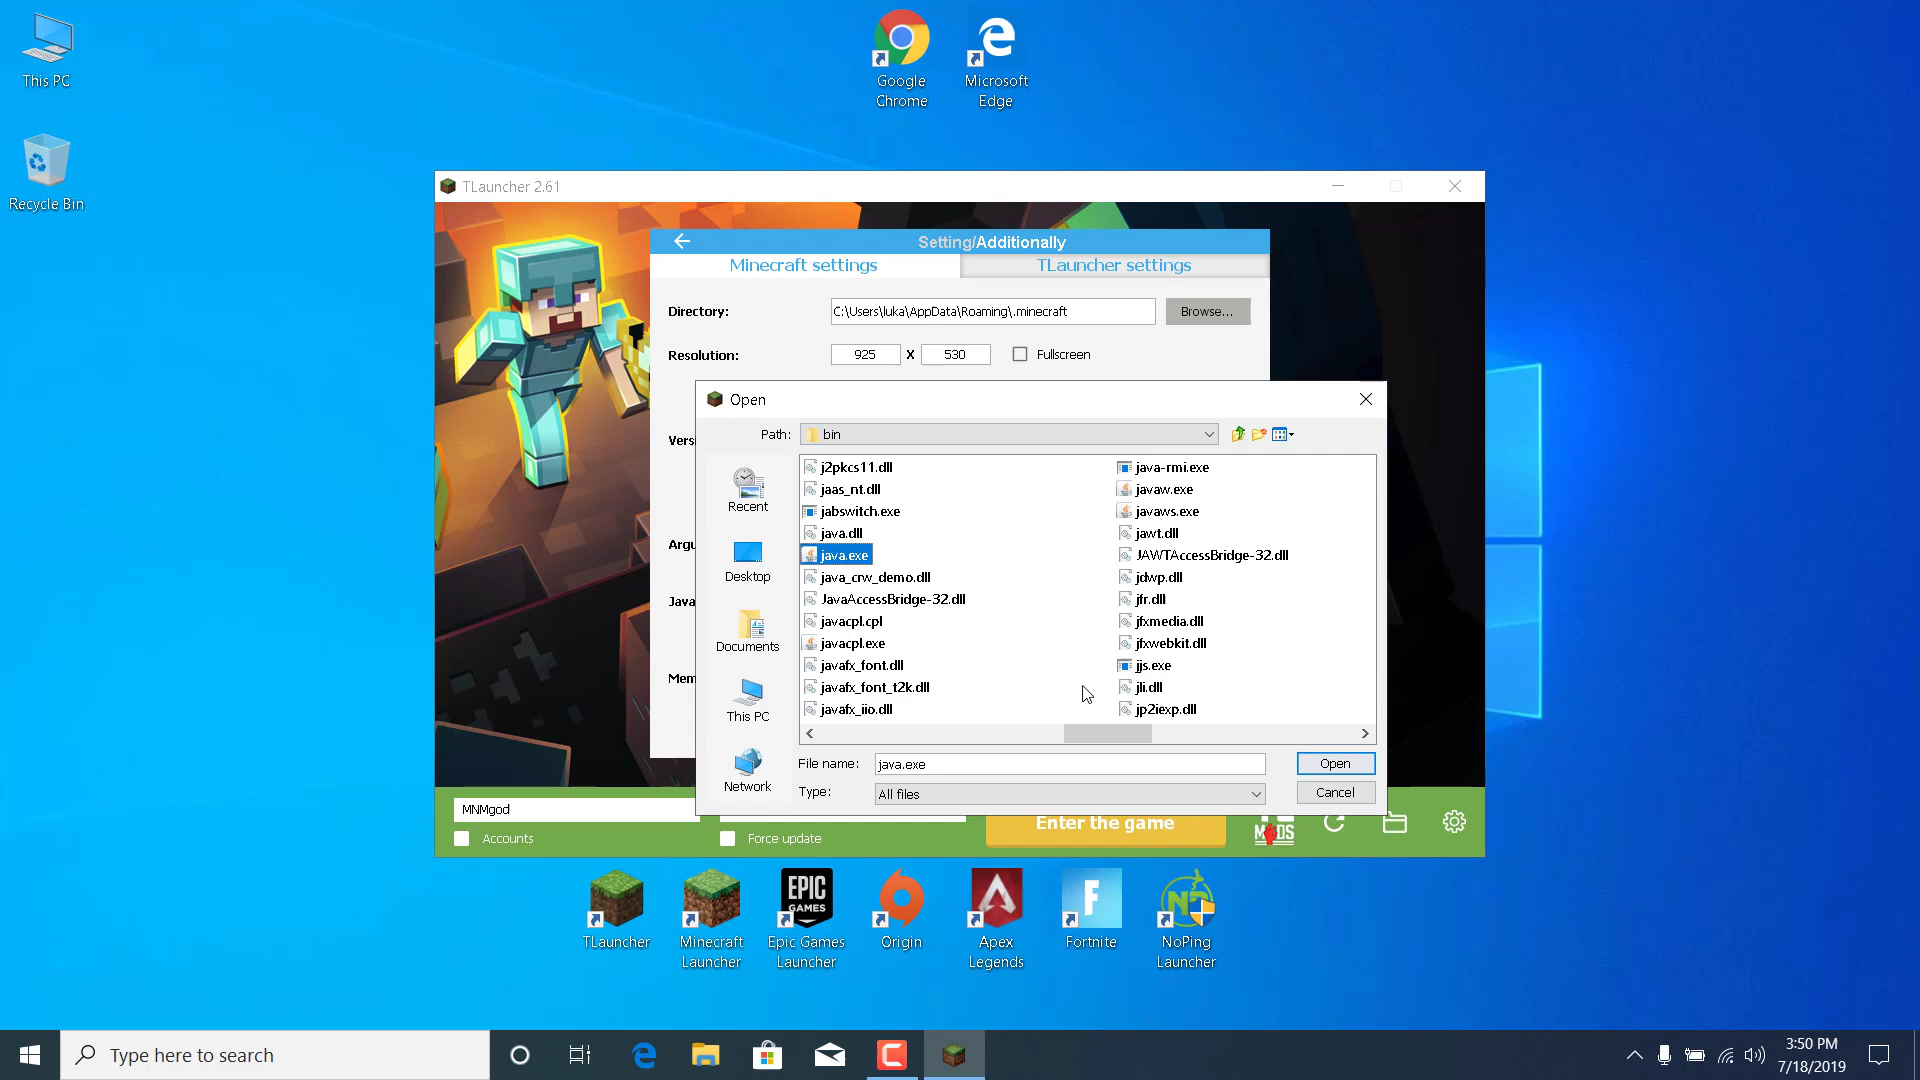 This PC
Recycle Bin
Google
Chrome
Microsoft
Edge
TLauncher 2.61
Setting/Additionally
Minecraft settings
TLauncher settings
Directory:
C:\Users\luka\AppData\Roaming\.minecraft
Browse...
Resolution:
925 X 530
Fullscreen
Versi
Argu
Java
Mem
Open
Path:
bin
Recent
Desktop
Documents
This PC
Network
j2pkcs11.dll
jaas_nt.dll
jabswitch.exe
java.dll
java.exe
java_crw_demo.dll
JavaAccessBridge-32.dll
javacpl.cpl
javacpl.exe
javafx_font.dll
javafx_font_t2k.dll
javafx_iio.dll
java-rmi.exe
javaw.exe
javaws.exe
jawt.dll
JAWTAccessBridge-32.dll
jdwp.dll
jfr.dll
jfxmedia.dll
jfxwebkit.dll
jjs.exe
jli.dll
jp2iexp.dll
File name:
java.exe
Open
Type:
All files
Cancel
MNMgod
Accounts
Force update
Enter the game
TLauncher
Minecraft
Launcher
EPIC
GAMES
Epic Games
Launcher
Origin
Apex
Legends
F
Fortnite
NoPing
Launcher
Type here to search
3:50 PM
7/18/2019